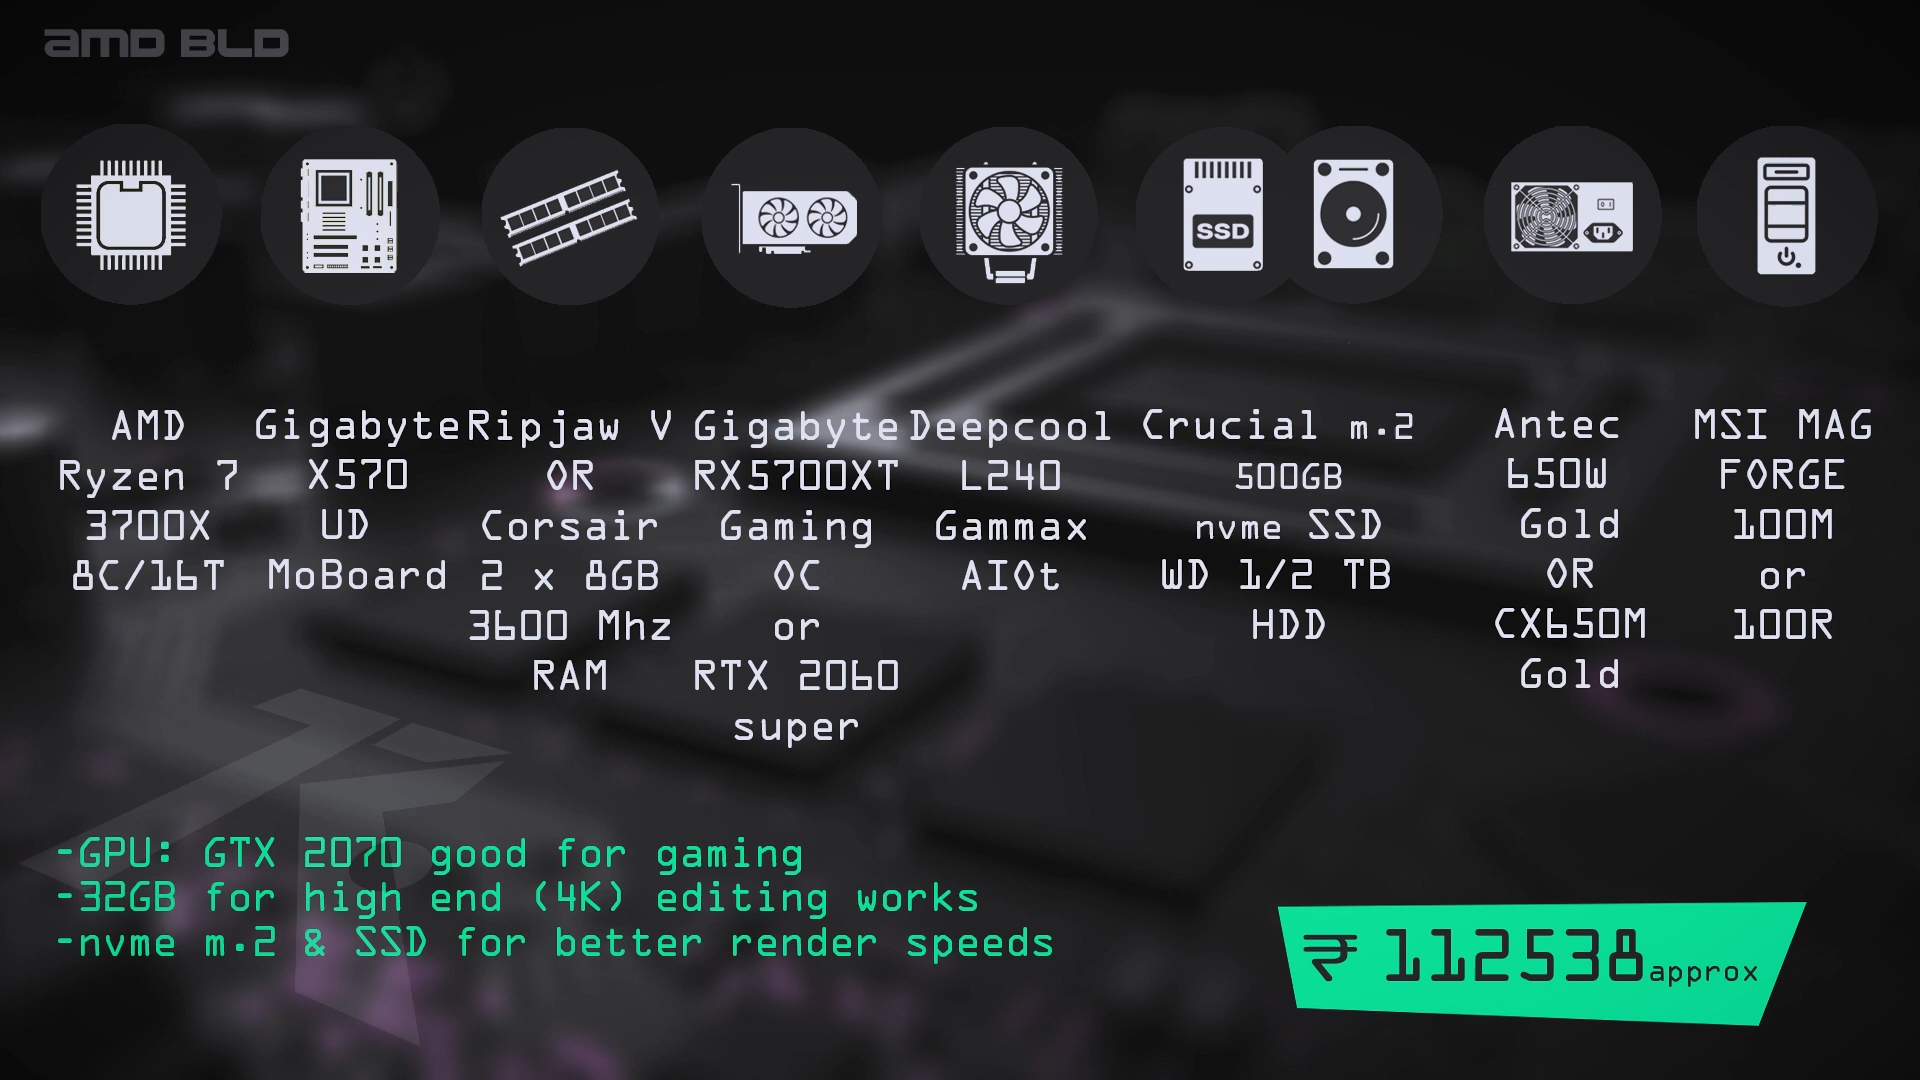 AMD BLD
SSD
AMD
Ryzen 7
3700X
8C/16T
Gigabyte
X570
UD
MoBoard
Ripjaw V
OR
Corsair
2 x 8GB
3600 Mhz
RAM
Gigabyte
RX5700XT
Gaming
OC
or
RTX 2060
super
Deepcool
L240
Gammax
AIOt
Crucial m.2
500GB
nvme SSD
WD 1/2 TB
HDD
Antec
650W
Gold
OR
CX650M
Gold
MSI MAG
FORGE
100M
or
100R
-GPU: GTX 2070 good for gaming
-32GB for high end (4K) editing works
-nvme m.2 & SSD for better render speeds
₹ 112538 approx